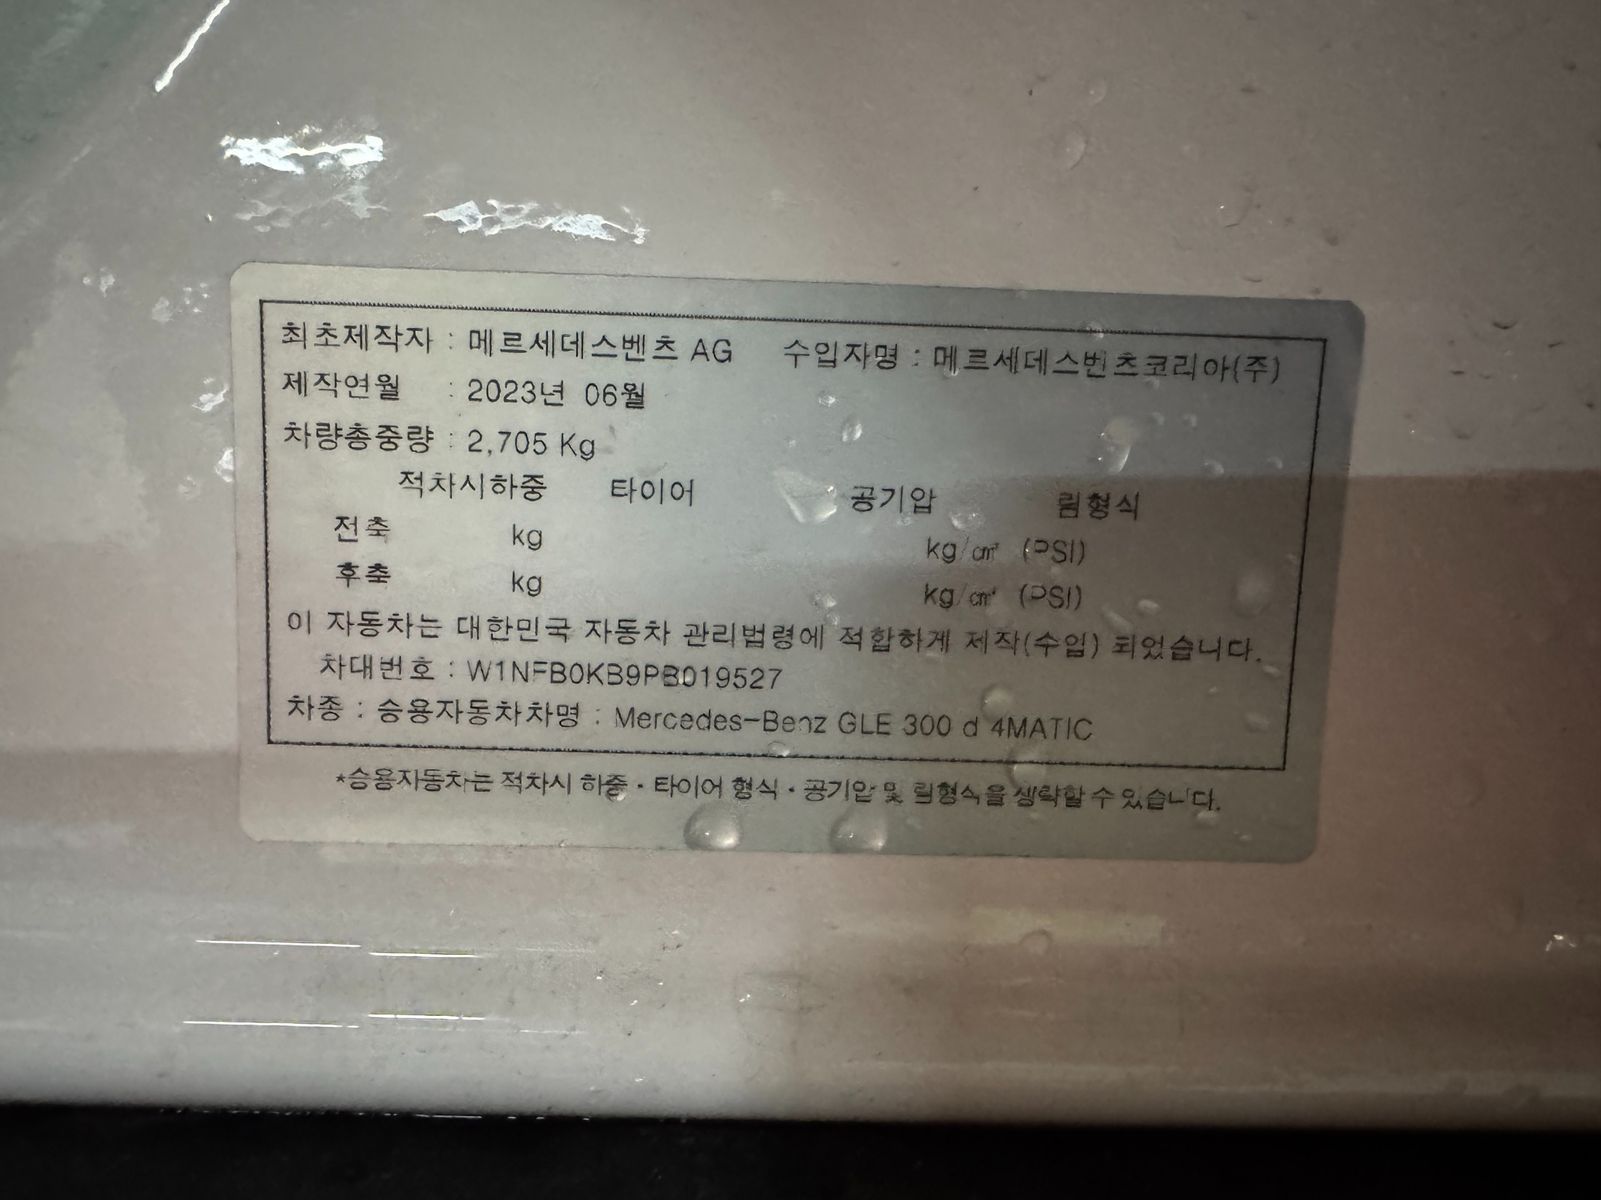 최초제작자 : 메르세데스벤츠 AG 수입자명 : 메르세데스벤츠코리아(주)
제작연월 : 2023년 06월
차량총중량 : 2,705 Kg
적차시하중 타이어 공기압 림형식
전축 kg kg/㎠ (PSI)
후축 kg kg/㎠ (PSI)
이 자동차는 대한민국 자동차 관리법령에 적합하게 제작(수입) 되었습니다.
차대번호 : W1NFB0KB9PB019527
차종 : 승용자동차차명 : Mercedes-Benz GLE 300 d 4MATIC
*승용자동차는 적차시 하중·타이어 형식·공기압 및 림형식을 생략할 수 있습니다.